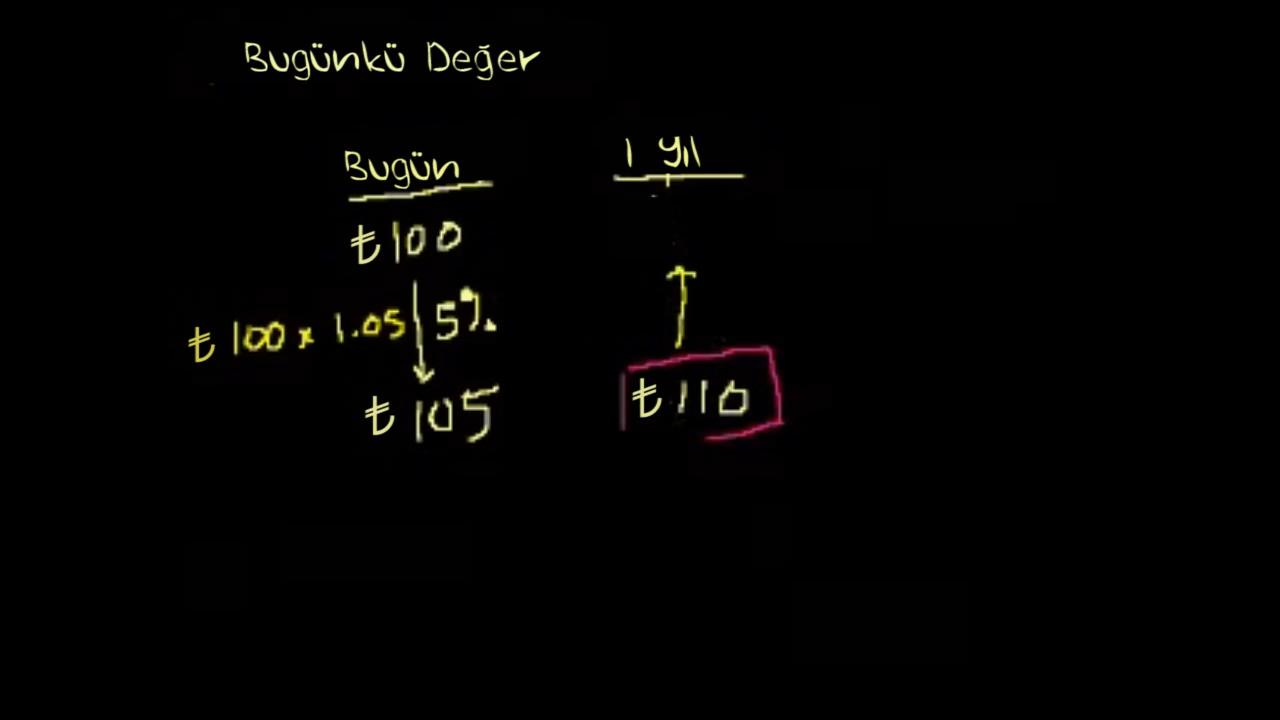 Bugünkü Değer
Bugün
1 yıl
₺100
₺ 100 x 1.05
5%
₺ 105
₺ 110